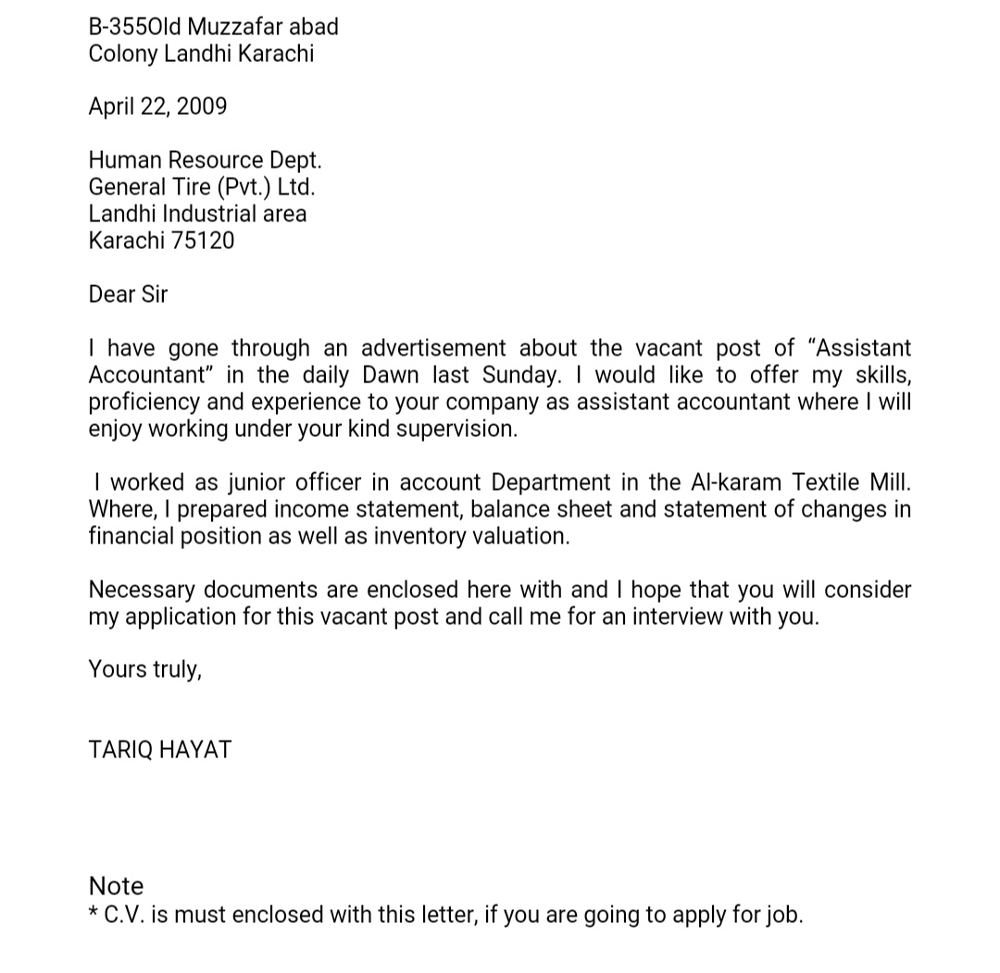 B-355Old Muzzafar abad
Colony Landhi Karachi
April 22, 2009
Human Resource Dept.
General Tire (Pvt.) Ltd.
Landhi Industrial area
Karachi 75120
Dear Sir
I have gone through an advertisement about the vacant post of “Assistant
Accountant” in the daily Dawn last Sunday. I would like to offer my skills,
proficiency and experience to your company as assistant accountant where I will
enjoy working under your kind supervision.
I worked as junior officer in account Department in the Al-karam Textile Mill.
Where, I prepared income statement, balance sheet and statement of changes in
financial position as well as inventory valuation.
Necessary documents are enclosed here with and I hope that you will consider
my application for this vacant post and call me for an interview with you.
Yours truly,
TARIQ HAYAT
Note
* C.V. is must enclosed with this letter, if you are going to apply for job.